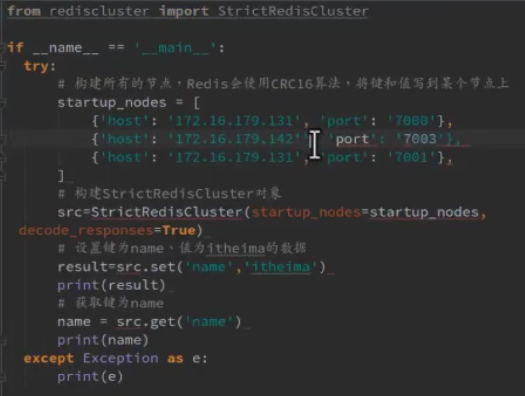 from rediscluster import StrictRedisCluster
if __name__ == '__main__':
try:
# 构建所有的节点，Redis会使用CRC16算法，将键和值写到某个节点上
startup_nodes = [
{'host': '172.16.179.131', 'port': '7000'},
{'host': '172.16.179.142', 'port': '7003'},
{'host': '172.16.179.131', 'port': '7001'},
]
# 构建StrictRedisCluster对象
src=StrictRedisCluster(startup_nodes=startup_nodes,
decode_responses=True)
# 设置键为name、值为itheima的数据
result=src.set('name','itheima')
print(result)
# 获取键为name
name = src.get('name')
print(name)
except Exception as e:
print(e)